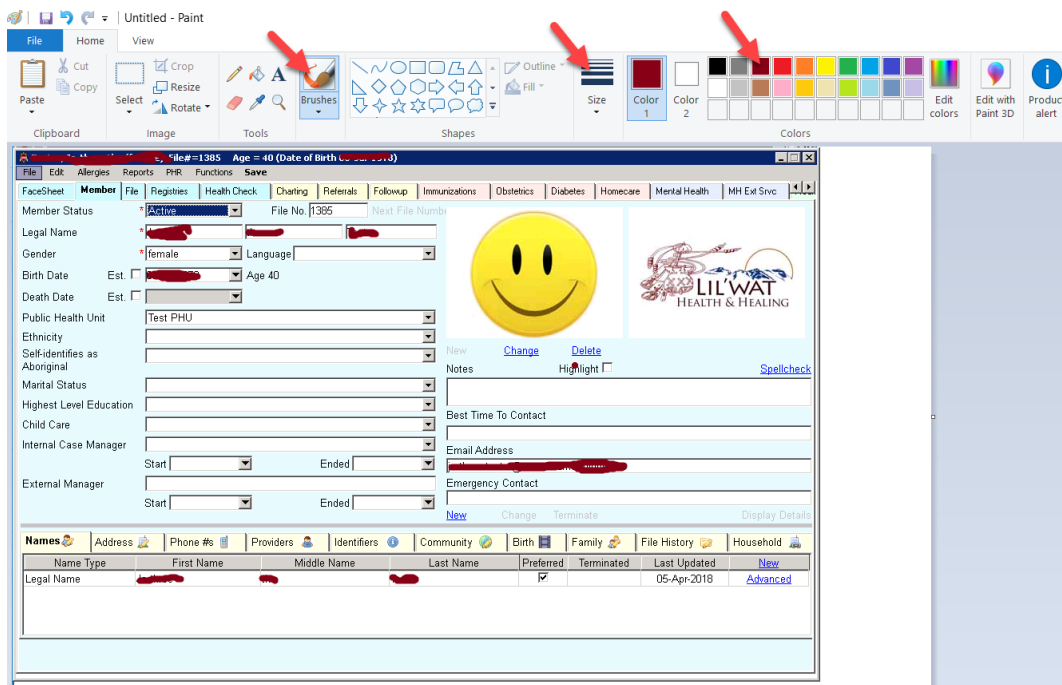 Untitled - Paint
File Home View
Cut
Copy
Paste
Clipboard
Crop
Resize
Rotate
Select
Image
A
Tools
Brushes
Outline
Fill
Shapes
Size
Color 1
Color 2
Edit colors
Colors
Edit with Paint 3D
Produc
alert
File#=1385 Age = 40 (Date of Birth
File Edit Allergies Reports PHR Functions Save
FaceSheet Member File Registries Health Check Charting Referrals Followup Immunizations Obstetrics Diabetes Homecare Mental Health MH Ext Srvc
Member Status * Active File No. 1385 Next File Numb
Legal Name *
Gender * female Language
Birth Date Est. Age 40
Death Date Est.
Public Health Unit Test PHU
Ethnicity
Self-identifies as
Aboriginal
Marital Status
Highest Level Education
Child Care
Internal Case Manager
Start Ended
External Manager
Start Ended
LIL'WAT
HEALTH & HEALING
New Change Delete
Notes Highlight Spellcheck
Best Time To Contact
Email Address
Emergency Contact
New Change Terminate Display Details
Names Address Phone #s Providers Identifiers Community Birth Family File History Household
Name Type First Name Middle Name Last Name Preferred Terminated Last Updated New
Legal Name 05-Apr-2018 Advanced